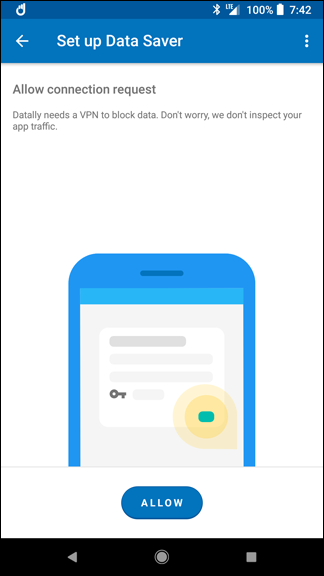 LTE 100% 7:42
Set up Data Saver
Allow connection request
Datally needs a VPN to block data. Don't worry, we don't inspect your
app traffic.
ALLOW